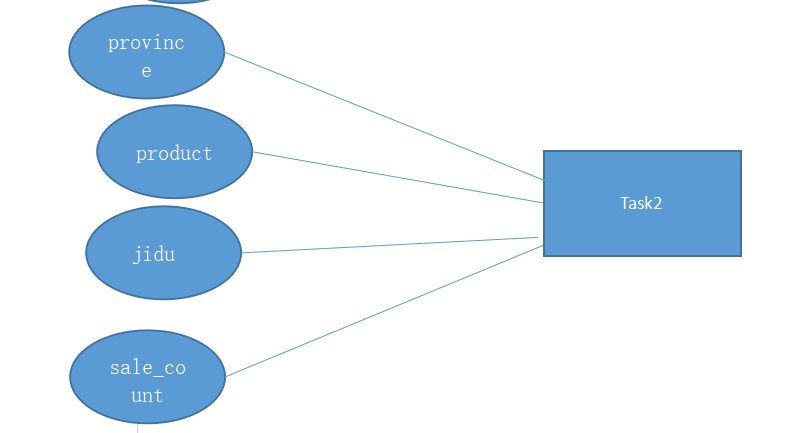 provinc
e
product
jidu
Task2
sale_co
unt